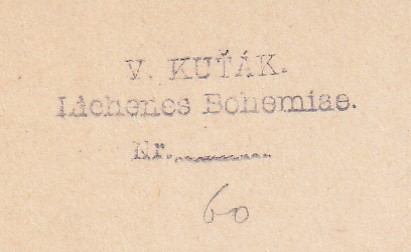 V. KUŤÁK.
Lichenes Bohemiae.
Nr.
60